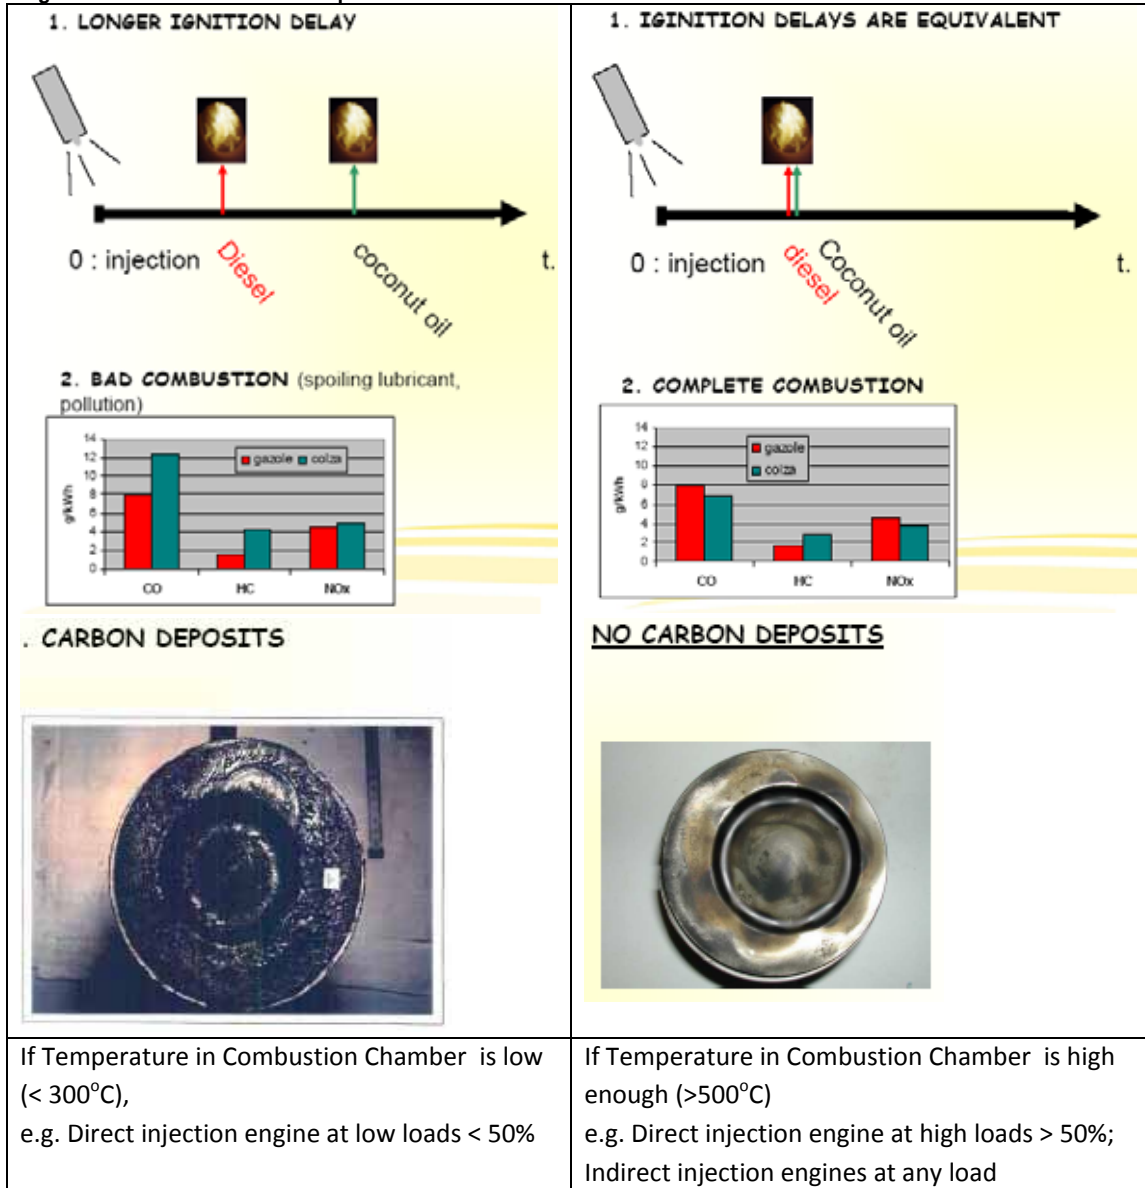 1. LONGER IGNITION DELAY
0 : injection
Diesel
coconut oil
t.
2. BAD COMBUSTION (spoiling lubricant,
pollution)
14
12
10
8
6
4
2
0
g/kWh
gazole colza
CO HC NOx
. CARBON DEPOSITS
If Temperature in Combustion Chamber is low
(< 300°C),
e.g. Direct injection engine at low loads < 50%
1. IGINITION DELAYS ARE EQUIVALENT
0 : injection
diesel
Coconut oil
t.
2. COMPLETE COMBUSTION
14
12
10
8
6
4
2
0
g/kWh
gazole
colza
CO HC NOx
NO CARBON DEPOSITS
If Temperature in Combustion Chamber is high
enough (>500°C)
e.g. Direct injection engine at high loads > 50%;
Indirect injection engines at any load